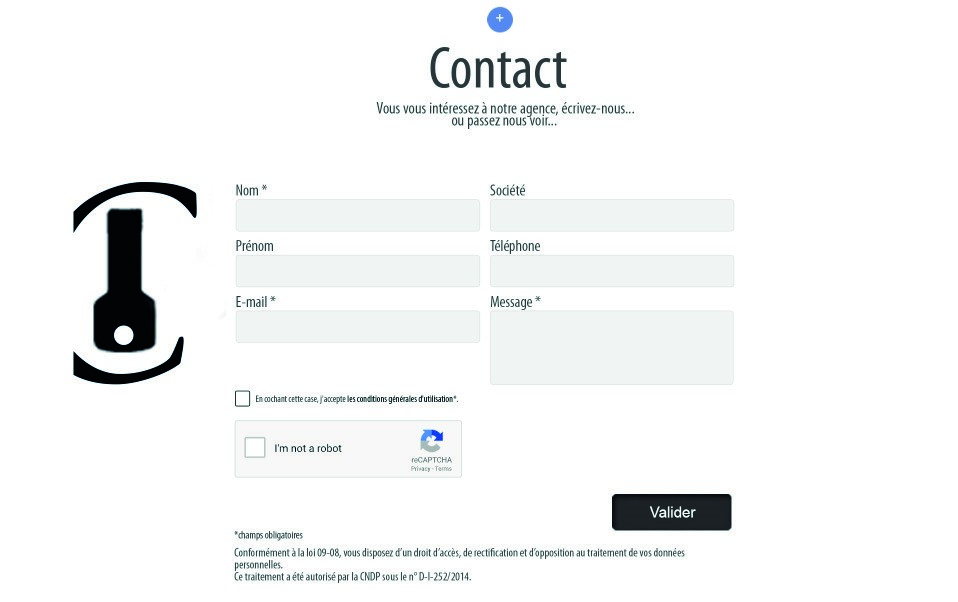 +
Contact
Vous vous intéressez à notre agence, écrivez-nous...
ou passez nous voir...
Nom *
Société
Prénom
Téléphone
E-mail *
Message *
En cochant cette case, j'accepte les conditions générales d'utilisation*.
I'm not a robot
reCAPTCHA
Privacy - Terms
Valider
*champs obligatoires
Conformément à la loi 09-08, vous disposez d'un droit d'accès, de rectification et d'opposition au traitement de vos données
personnelles.
Ce traitement a été autorisé par la CNDP sous le n° D-I-252/2014.